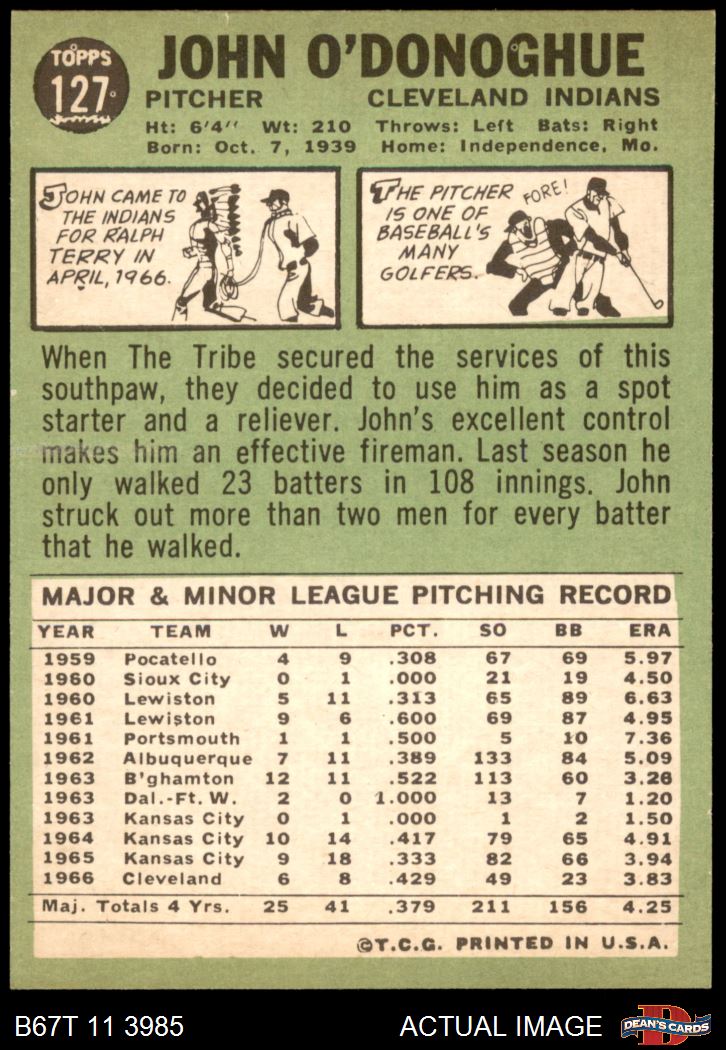 TOPPS
127
JOHN O'DONOGHUE
PITCHER CLEVELAND INDIANS
Ht: 6'4" Wt: 210 Throws: Left Bats: Right
Born: Oct. 7, 1939 Home: Independence, Mo.
JOHN CAME TO
THE INDIANS
FOR RALPH
TERRY IN
APRIL, 1966.
THE PITCHER
IS ONE OF
BASEBALL'S
MANY
GOLFERS.
FORE!
When The Tribe secured the services of this
southpaw, they decided to use him as a spot
starter and a reliever. John's excellent control
makes him an effective fireman. Last season he
only walked 23 batters in 108 innings. John
struck out more than two men for every batter
that he walked.
MAJOR & MINOR LEAGUE PITCHING RECORD
YEAR TEAM W L PCT. SO BB ERA
1959 Pocatello 4 9 .308 67 69 5.97
1960 Sioux City 0 1 .000 21 19 4.50
1960 Lewiston 5 11 .313 65 89 6.63
1961 Lewiston 9 6 .600 69 87 4.95
1961 Portsmouth 1 1 .500 5 10 7.36
1962 Albuquerque 7 11 .389 133 84 5.09
1963 B'ghamton 12 11 .522 113 60 3.26
1963 Dal.-Ft. W. 2 0 1.000 13 7 1.20
1963 Kansas City 0 1 .000 1 2 1.50
1964 Kansas City 10 14 .417 79 65 4.91
1965 Kansas City 9 18 .333 82 66 3.94
1966 Cleveland 6 8 .429 49 23 3.83
Maj. Totals 4 Yrs. 25 41 .379 211 156 4.25
©T.C.G. PRINTED IN U.S.A.
B67T 11 3985 ACTUAL IMAGE D DEAN'S CARDS